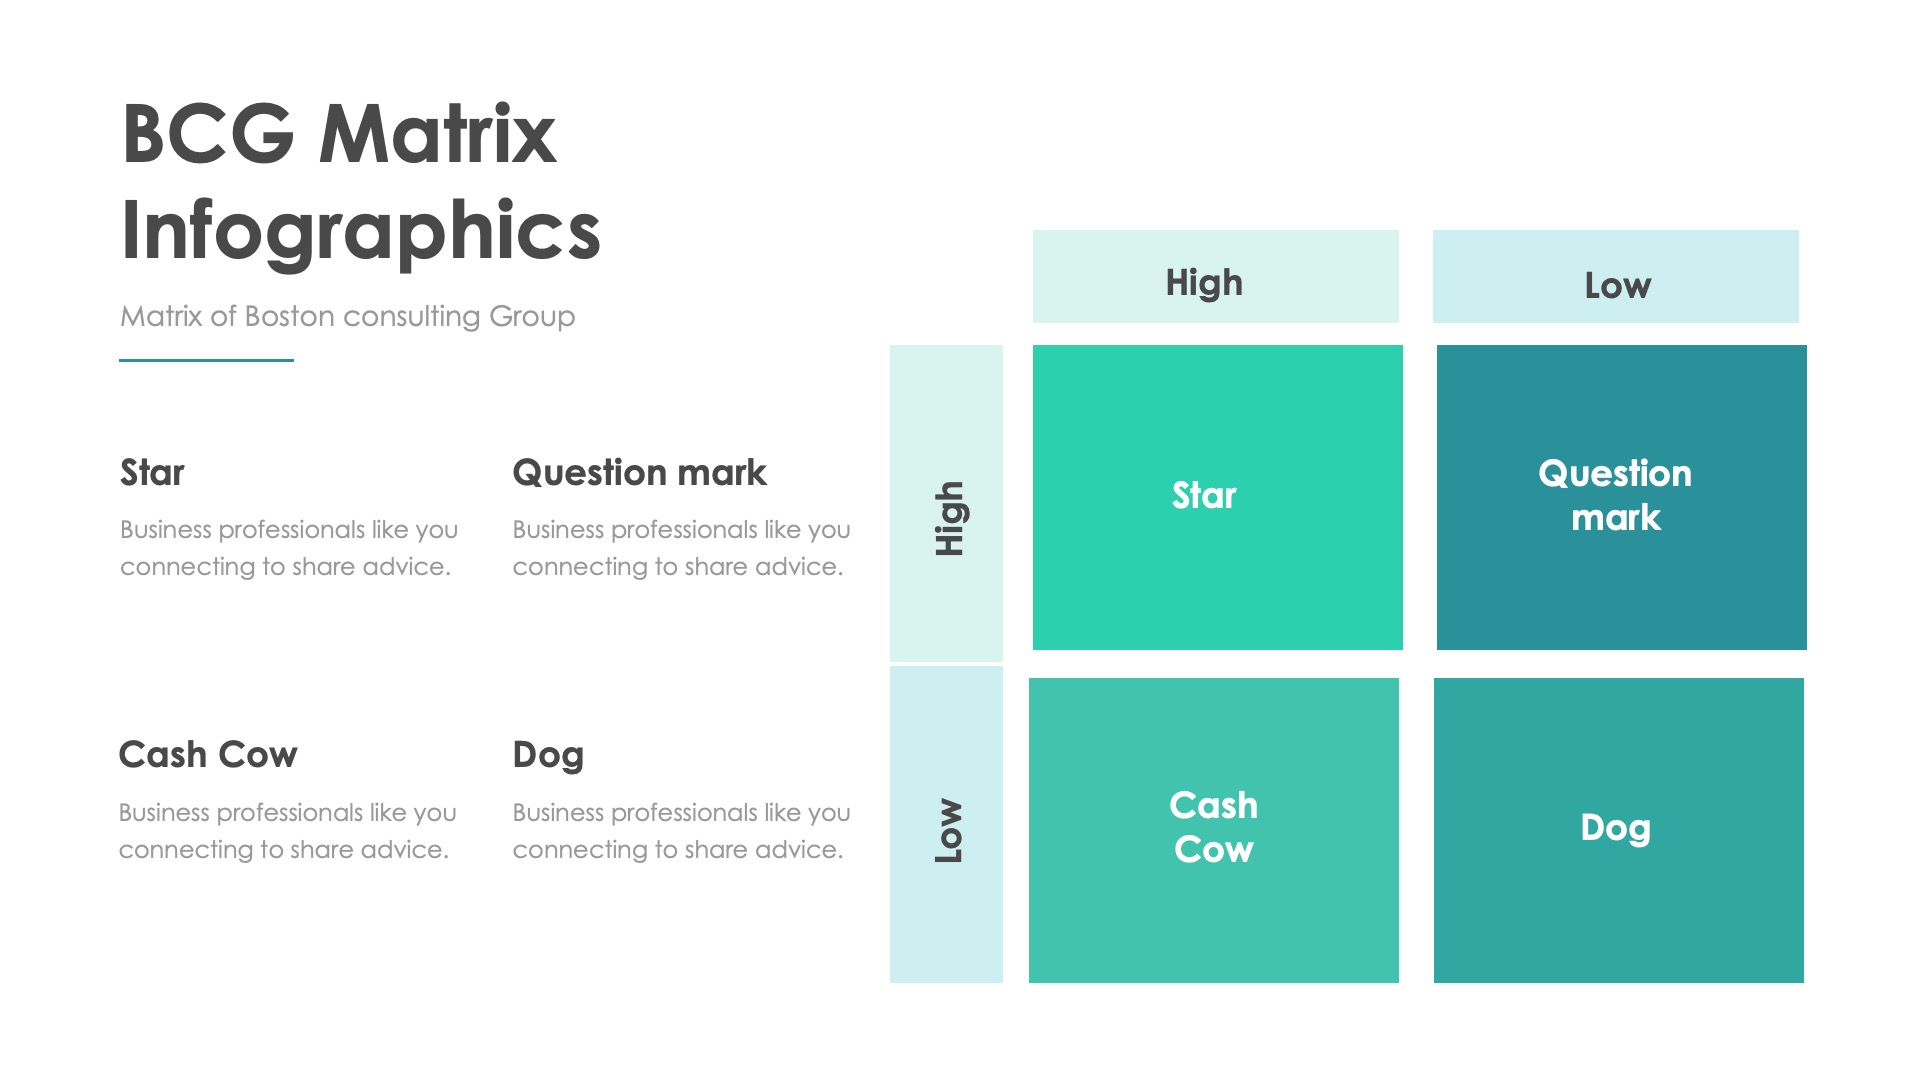 BCG Matrix
Infographics
Matrix of Boston consulting Group
Star
Business professionals like you
connecting to share advice.
Question mark
Business professionals like you
connecting to share advice.
Cash Cow
Business professionals like you
connecting to share advice.
Dog
Business professionals like you
connecting to share advice.
High
Low
High
Star
Question
mark
Low
Cash
Cow
Dog